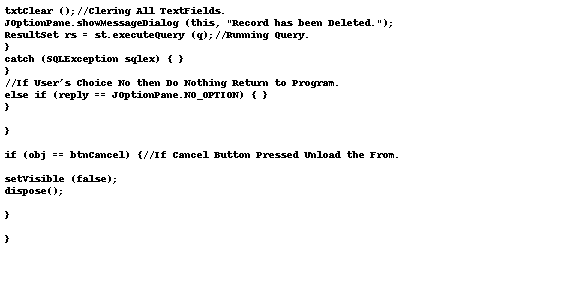 txtClear ();//Clering All TextFields.
JOptionPane.showMessageDialog (this, "Record has been Deleted.");
ResultSet rs = st.executeQuery (q);//Running Query.
}
catch (SQLException sqlex) { }
}
//If User's Choice No then Do Nothing Return to Program.
else if (reply == JOptionPane.NO_OPTION) { }
}
}
if (obj == btnCancel) {//If Cancel Button Pressed Unload the From.
setVisible (false);
dispose();
}
}